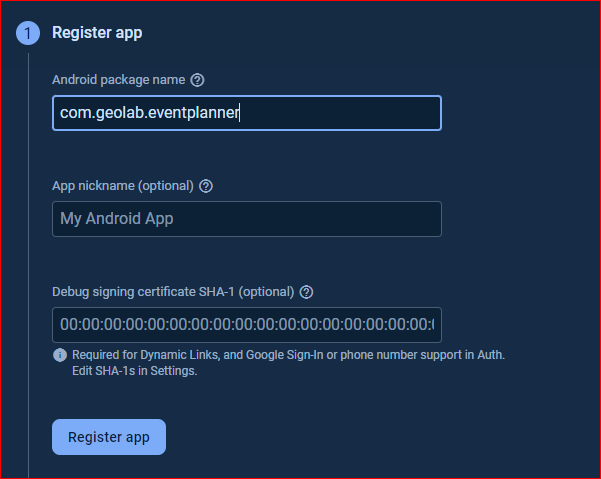 1 Register app
Android package name ?
com.geolab.eventplanner
App nickname (optional) ?
My Android App
Debug signing certificate SHA-1 (optional) ?
00:00:00:00:00:00:00:00:00:00:00:00:00:00:00:00:00:
i Required for Dynamic Links, and Google Sign-In or phone number support in Auth.
Edit SHA-1s in Settings.
Register app